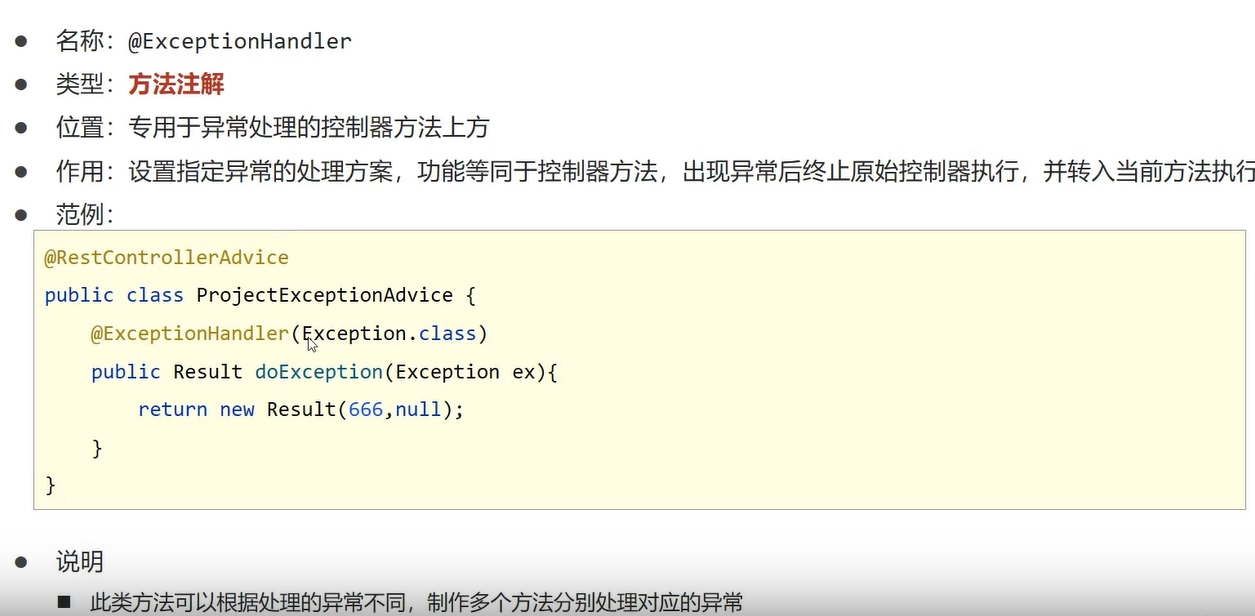 ● 名称：@ExceptionHandler
● 类型：方法注解
● 位置：专用于异常处理的控制器方法上方
● 作用：设置指定异常的处理方案，功能等同于控制器方法，出现异常后终止原始控制器执行，并转入当前方法执行
● 范例：
@RestControllerAdvice
public class ProjectExceptionAdvice {
    @ExceptionHandler(Exception.class)
    public Result doException(Exception ex){
        return new Result(666,null);
    }
}
● 说明
■ 此类方法可以根据处理的异常不同，制作多个方法分别处理对应的异常